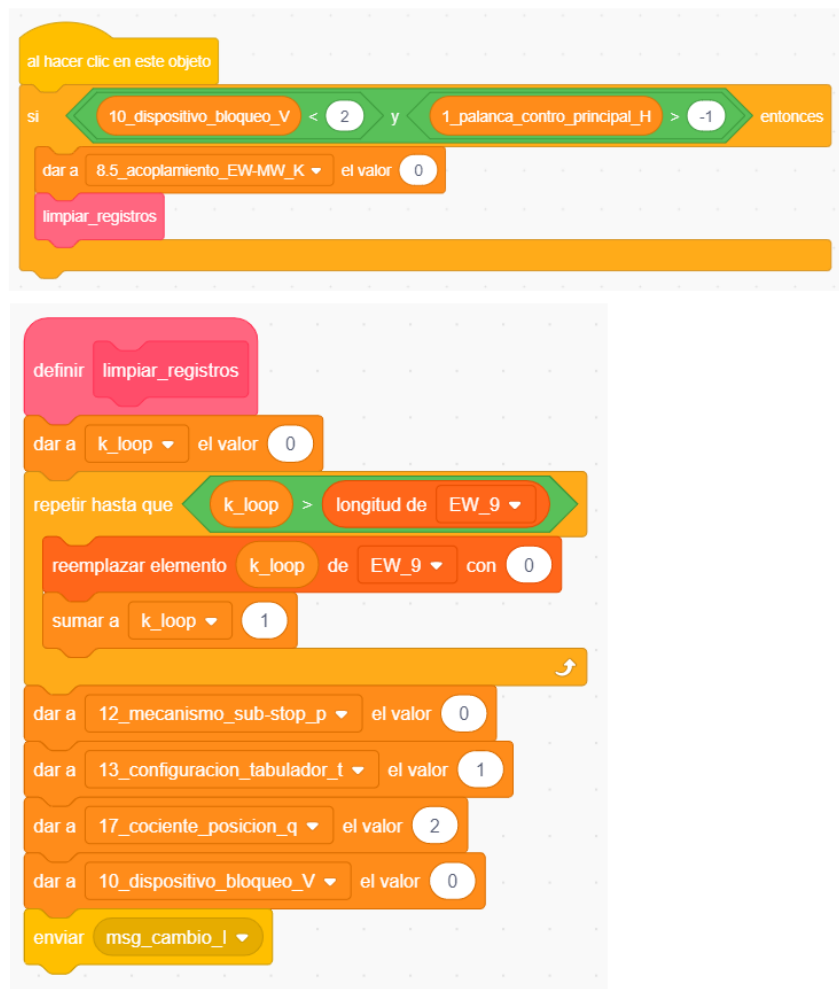 al hacer clic en este objeto
si 10_dispositivo_bloqueo_V < 2 y 1_palanca_contro_principal_H > -1 entonces
dar a 8.5_acoplamiento_EW-MW_K el valor 0
limpiar_registros
definir limpiar_registros
dar a k_loop el valor 0
repetir hasta que k_loop > longitud de EW_9
reemplazar elemento k_loop de EW_9 con 0
sumar a k_loop 1
dar a 12_mecanismo_sub-stop_p el valor 0
dar a 13_configuracion_tabulador_t el valor 1
dar a 17_cociente_posicion_q el valor 2
dar a 10_dispositivo_bloqueo_V el valor 0
enviar msg_cambio_l